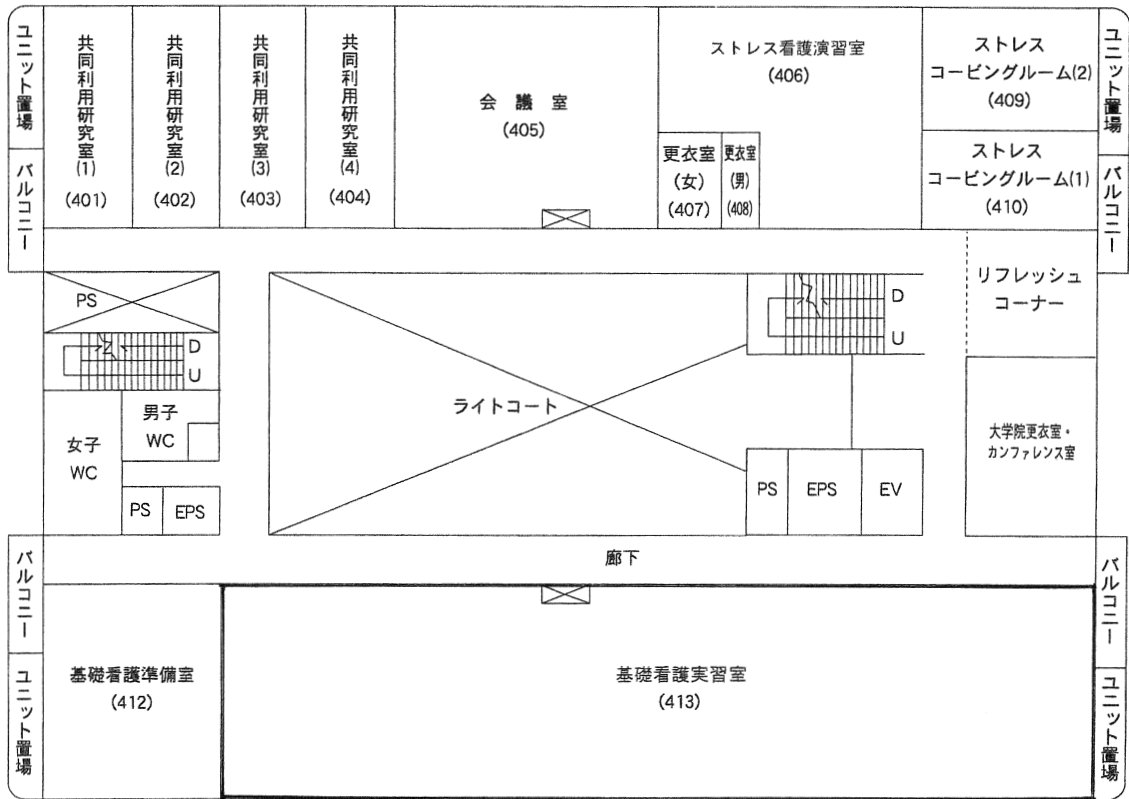 ユニット置場
バルコニー
共同利用研究室
(1)
(401)
共同利用研究室
(2)
(402)
共同利用研究室
(3)
(403)
共同利用研究室
(4)
(404)
会議室
(405)
ストレス看護演習室
(406)
更衣室
(女)
(407)
更衣室
(男)
(408)
ストレス
コーピングルーム(2)
(409)
ストレス
コーピングルーム(1)
(410)
ユニット置場
バルコニー
PS
D
U
男子
WC
女子
WC
PS
EPS
ライトコート
D
U
PS
EPS
EV
リフレッシュ
コーナー
大学院更衣室・
カンファレンス室
廊下
バルコニー
ユニット置場
基礎看護準備室
(412)
基礎看護実習室
(413)
バルコニー
ユニット置場